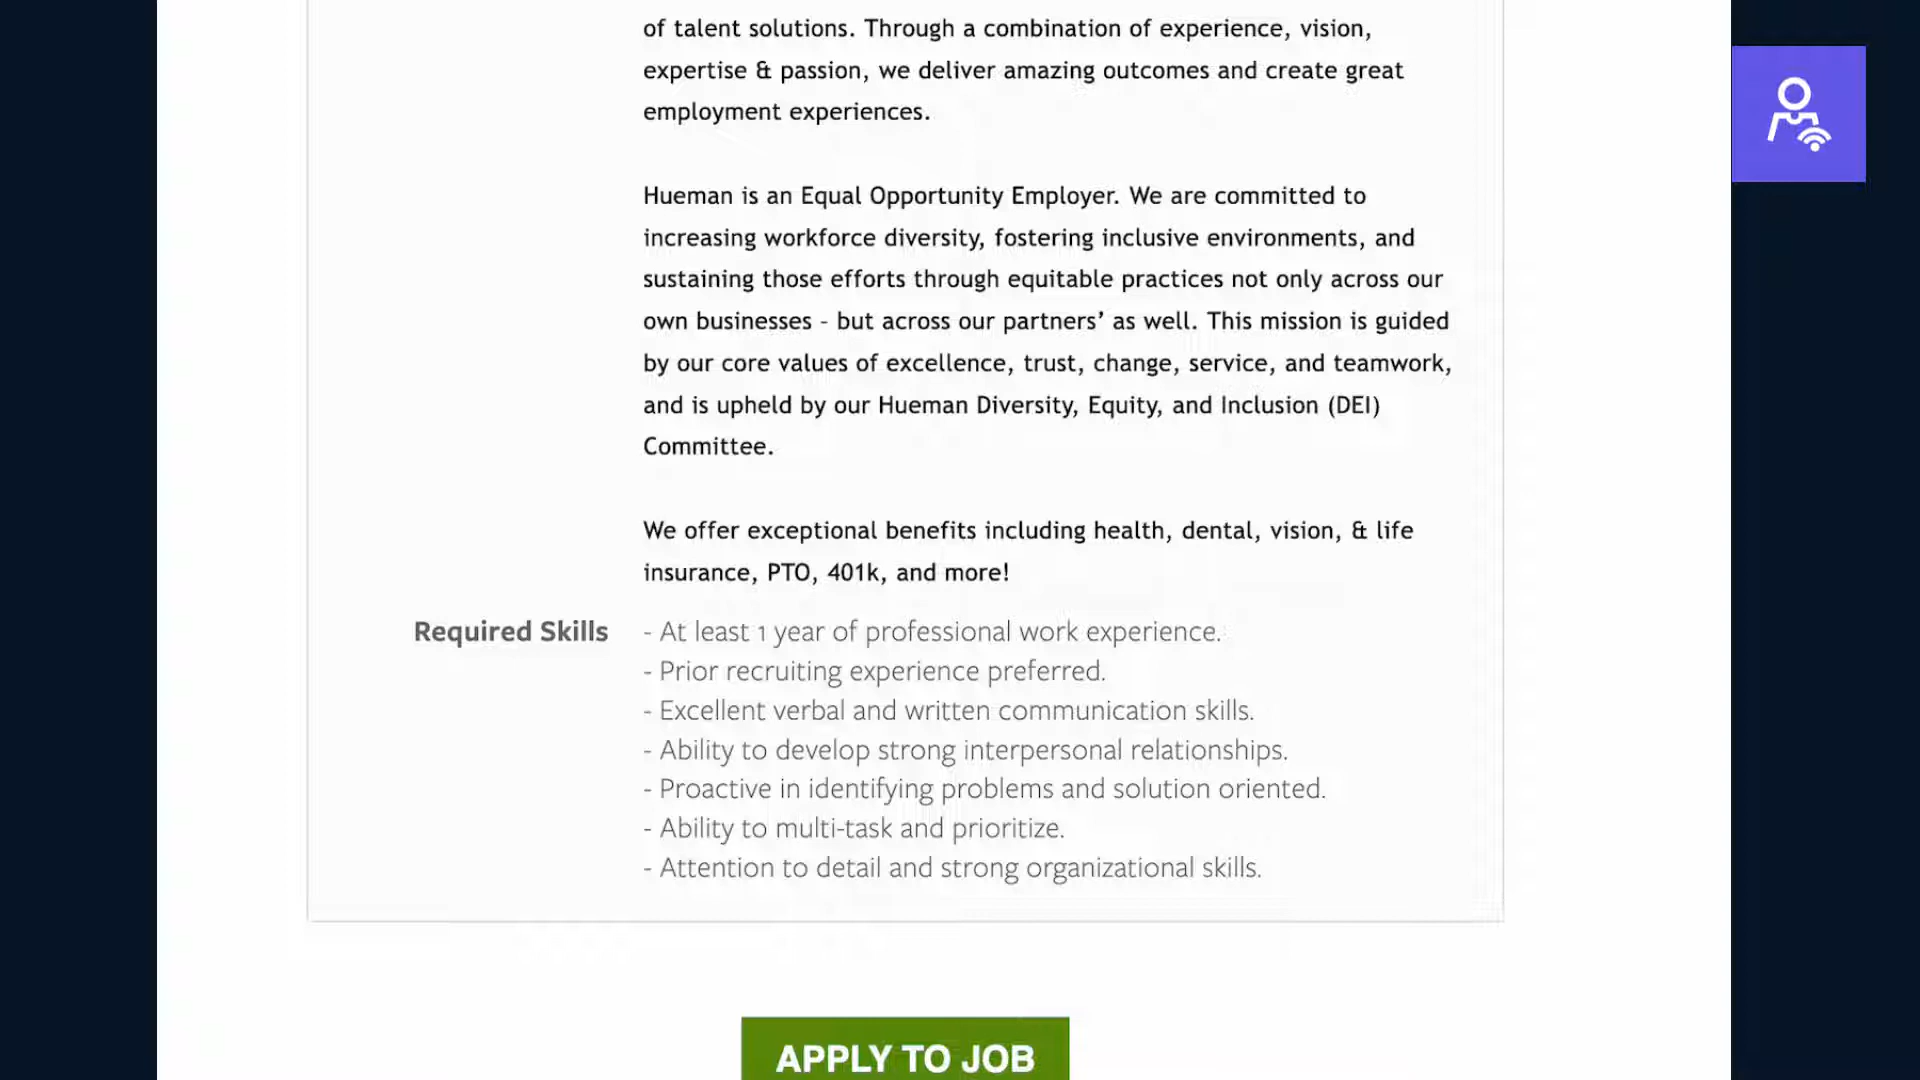 of talent solutions. Through a combination of experience, vision,
expertise & passion, we deliver amazing outcomes and create great
employment experiences.
Hueman is an Equal Opportunity Employer. We are committed to
increasing workforce diversity, fostering inclusive environments, and
sustaining those efforts through equitable practices not only across our
own businesses - but across our partners’ as well. This mission is guided
by our core values of excellence, trust, change, service, and teamwork,
and is upheld by our Hueman Diversity, Equity, and Inclusion (DEI)
Committee.
We offer exceptional benefits including health, dental, vision, & life
insurance, PTO, 401k, and more!
Required Skills - At least 1 year of professional work experience.
- Prior recruiting experience preferred.
- Excellent verbal and written communication skills.
- Ability to develop strong interpersonal relationships.
- Proactive in identifying problems and solution oriented.
- Ability to multi-task and prioritize.
- Attention to detail and strong organizational skills.
APPLY TO JOB